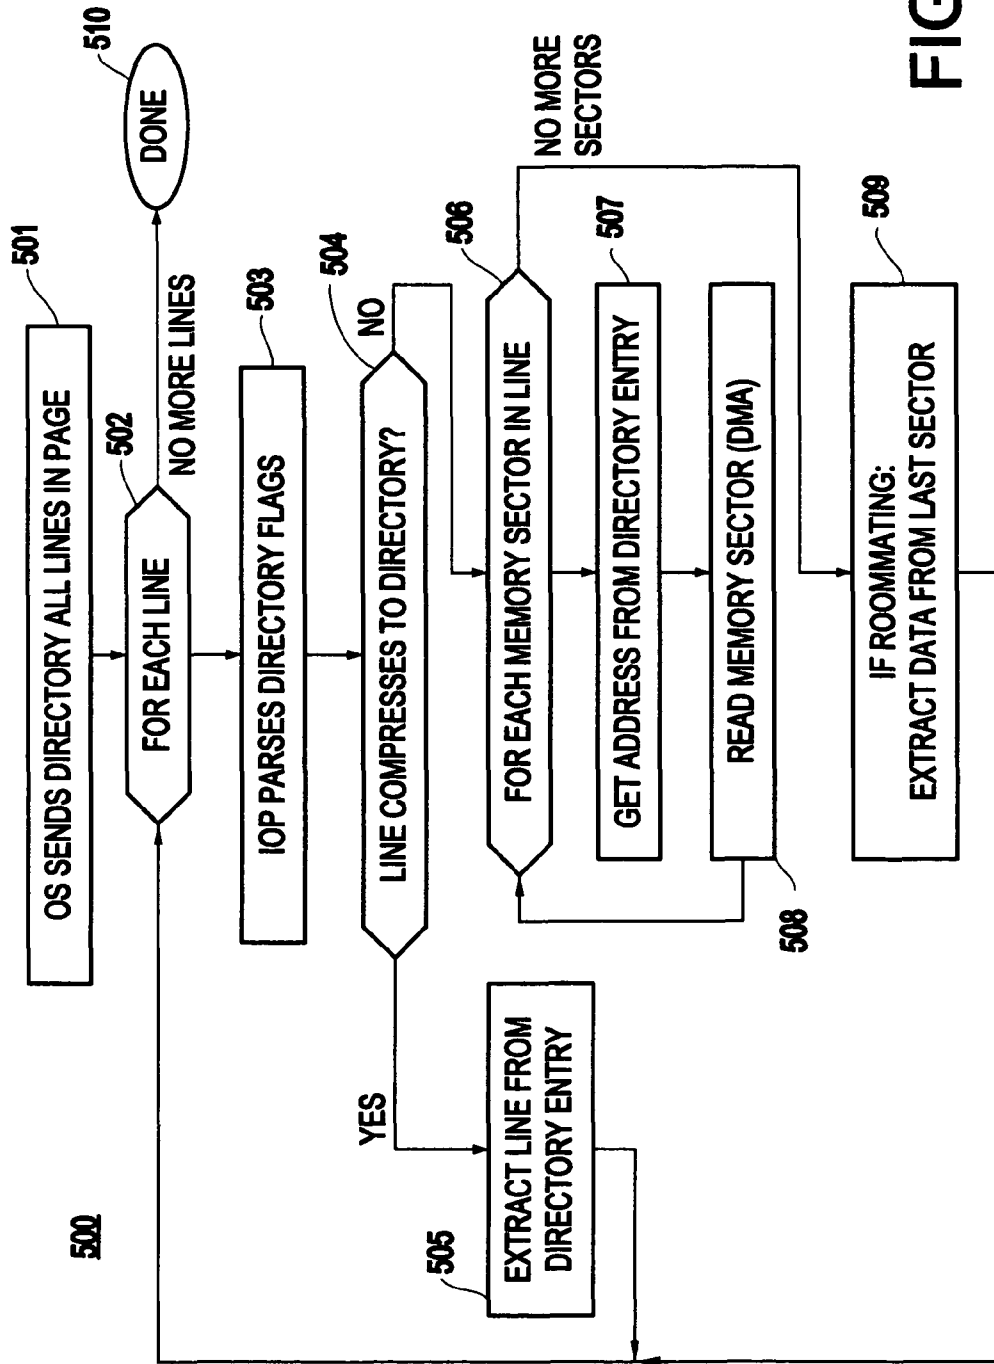 500
501
OS SENDS DIRECTORY ALL LINES IN PAGE
502
FOR EACH LINE
NO MORE LINES
DONE
510
503
IOP PARSES DIRECTORY FLAGS
504
LINE COMPRESSES TO DIRECTORY?
YES
NO
505
EXTRACT LINE FROM
DIRECTORY ENTRY
506
FOR EACH MEMORY SECTOR IN LINE
NO MORE
SECTORS
507
GET ADDRESS FROM DIRECTORY ENTRY
READ MEMORY SECTOR (DMA)
508
509
IF ROOMMATING:
EXTRACT DATA FROM LAST SECTOR
FIG